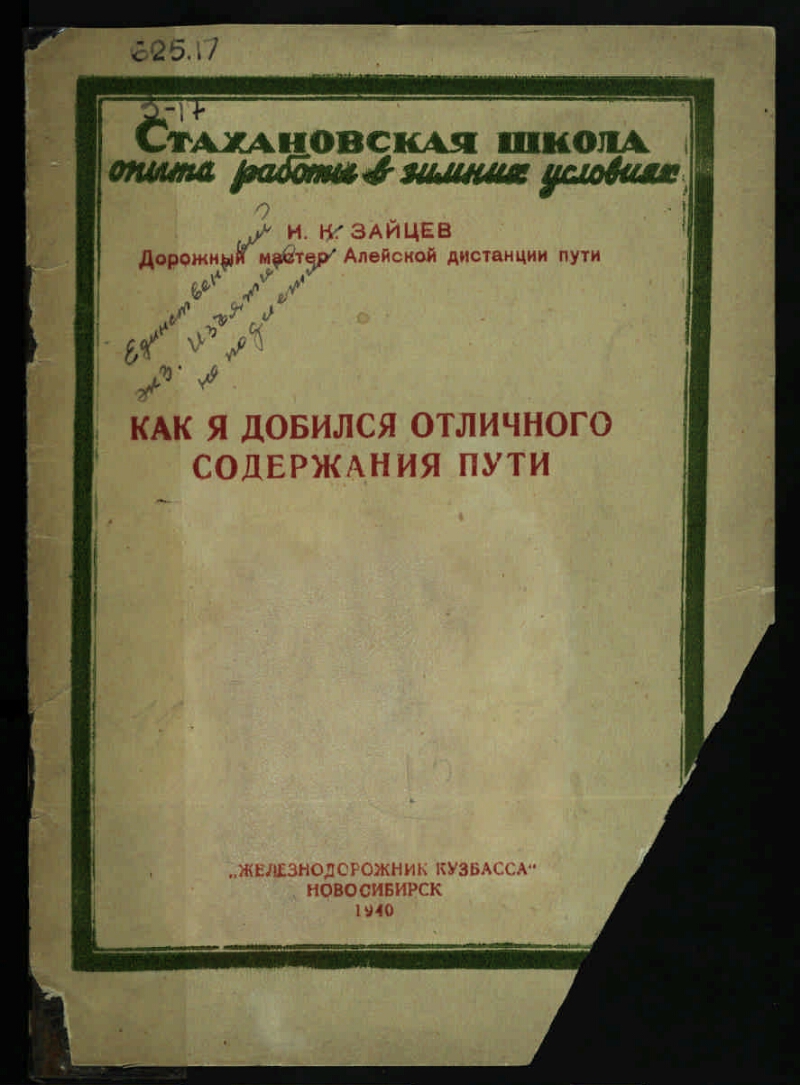 625.17
З-17
СТАХАНОВСКАЯ ШКОЛА
опыта работы в зимних условиях
И. К. ЗАЙЦЕВ
Дорожный мастер Алейской дистанции пути
Единственный
экз. Изъятию
не подлежит
КАК Я ДОБИЛСЯ ОТЛИЧНОГО
СОДЕРЖАНИЯ ПУТИ
„ЖЕЛЕЗНОДОРОЖНИК КУЗБАССА“
НОВОСИБИРСК
1940